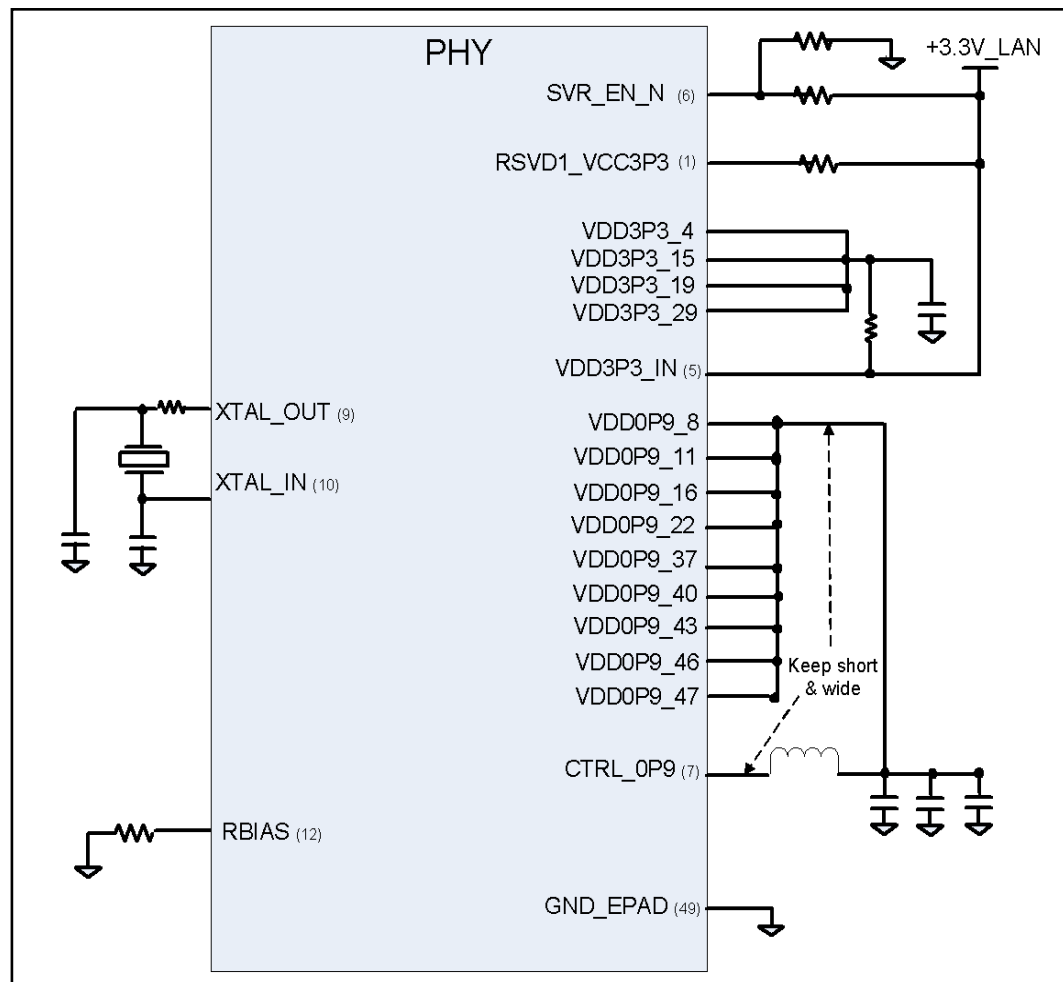 PHY
+3.3V_LAN
SVR_EN_N (6)
RSVD1_VCC3P3 (1)
VDD3P3_4
VDD3P3_15
VDD3P3_19
VDD3P3_29
VDD3P3_IN (5)
XTAL_OUT (9)
XTAL_IN (10)
VDD0P9_8
VDD0P9_11
VDD0P9_16
VDD0P9_22
VDD0P9_37
VDD0P9_40
VDD0P9_43
VDD0P9_46
VDD0P9_47
Keep short
& wide
CTRL_0P9 (7)
RBIAS (12)
GND_EPAD (49)